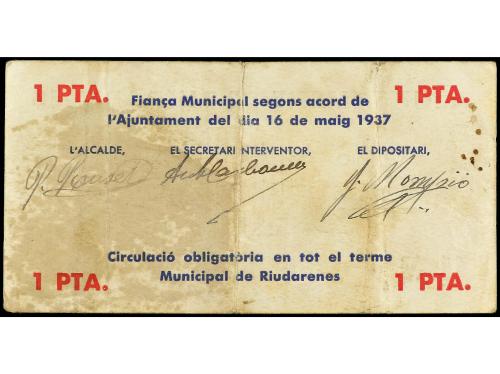 1 PTA. 1 PTA.
Fiança Municipal segons acord de
l'Ajuntament del dia 16 de maig 1937
L'ALCALDE, EL SECRETARI INTERVENTOR, EL DIPOSITARI,
Circulació obligatòria en tot el terme
Municipal de Riudarenes
1 PTA. 1 PTA.